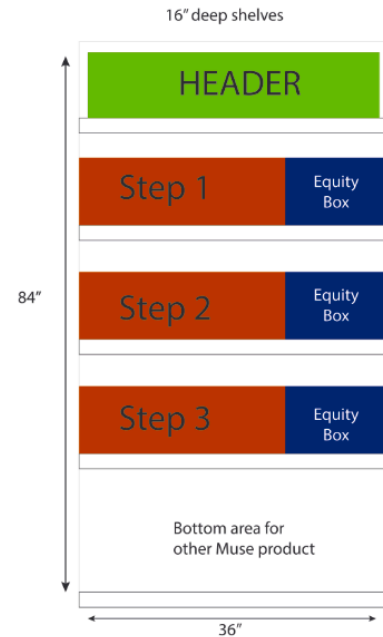 16” deep shelves
HEADER
Step 1
Equity
Box
84”
Step 2
Equity
Box
Step 3
Equity
Box
Bottom area for
other Muse product
36”